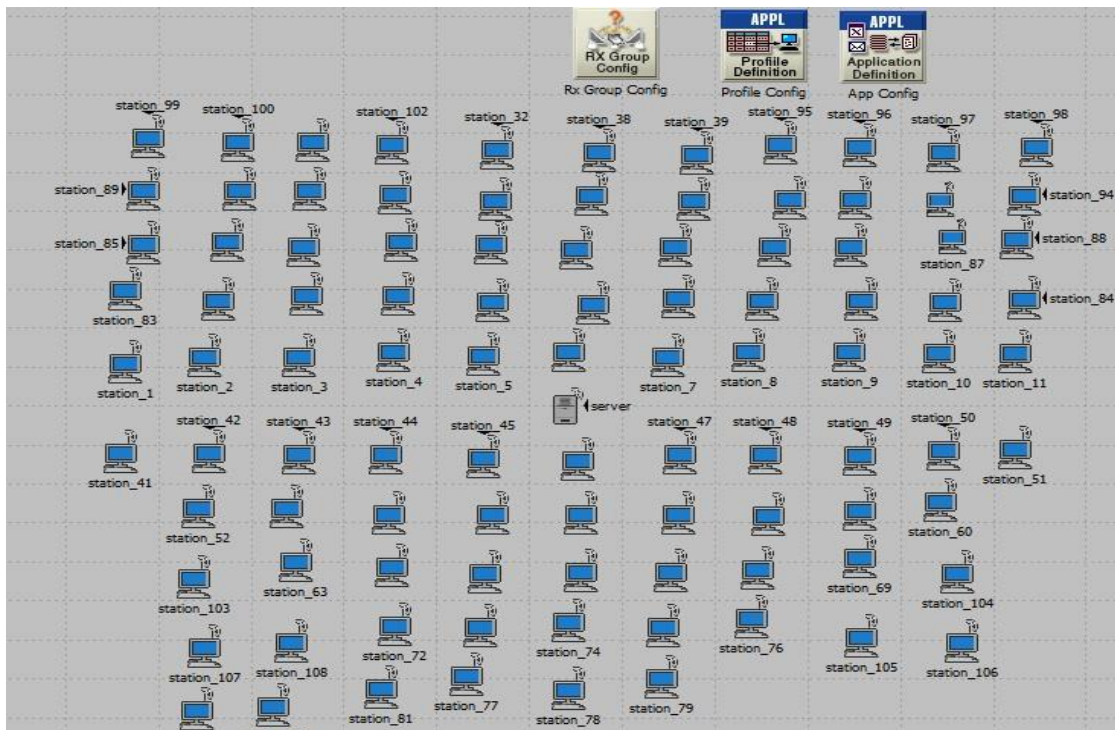 APPL
APPL
RX Group
Config
Profiile
Definition
Application
Definition
Rx Group Config
Profile Config
App Config
station_99
station_100
station_102
station_32
station_38
station_39
station_95
station_96
station_97
station_98
station_89
station_94
station_85
station_88
station_87
station_83
station_84
station_1
station_2
station_3
station_4
station_5
station_7
station_8
station_9
station_10
station_11
server
station_42
station_43
station_44
station_45
station_47
station_48
station_49
station_50
station_41
station_51
station_52
station_60
station_63
station_69
station_103
station_104
station_72
station_74
station_76
station_105
station_106
station_107
station_108
station_81
station_77
station_78
station_79